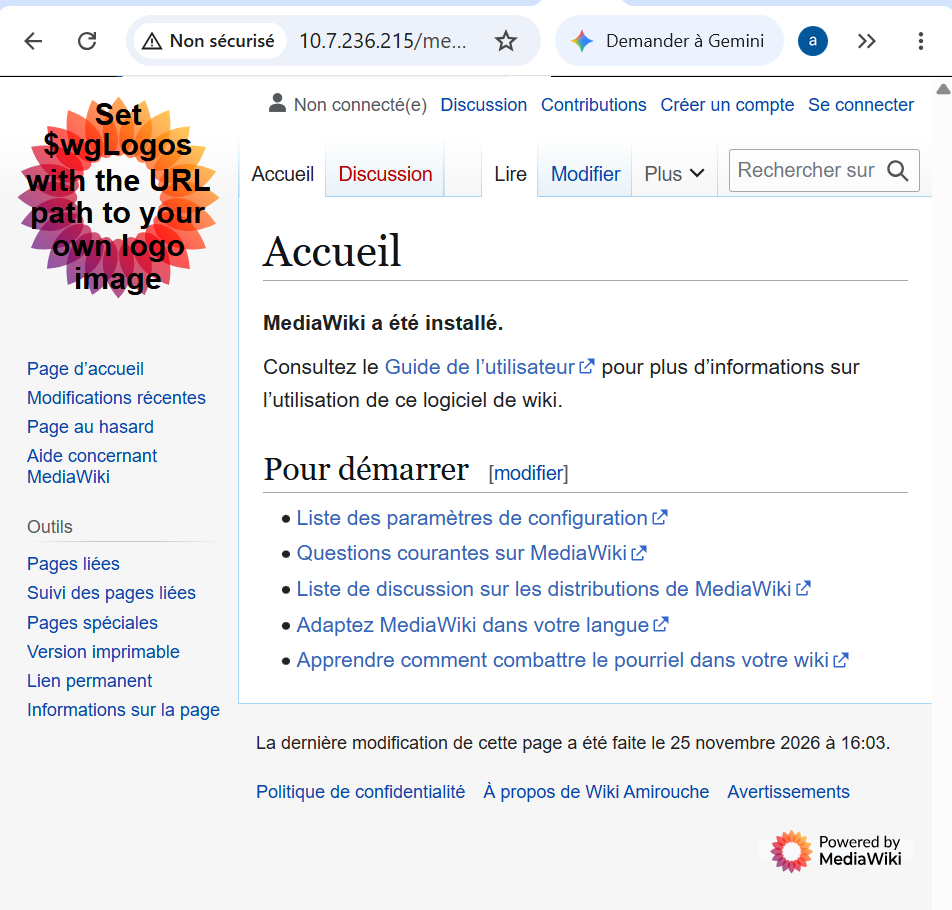 Non sécurisé
10.7.236.215/me...
Demander à Gemini
a
Set
$wgLogos
with the URL
path to your
own logo
image
Non connecté(e) Discussion Contributions Créer un compte Se connecter
Accueil Discussion Lire Modifier Plus Rechercher sur
Accueil
MediaWiki a été installé.
Consultez le Guide de l’utilisateur pour plus d’informations sur
l’utilisation de ce logiciel de wiki.
Pour démarrer [modifier]
Liste des paramètres de configuration
Questions courantes sur MediaWiki
Liste de discussion sur les distributions de MediaWiki
Adaptez MediaWiki dans votre langue
Apprendre comment combattre le pourriel dans votre wiki
Page d’accueil
Modifications récentes
Page au hasard
Aide concernant
MediaWiki
Outils
Pages liées
Suivi des pages liées
Pages spéciales
Version imprimable
Lien permanent
Informations sur la page
La dernière modification de cette page a été faite le 25 novembre 2026 à 16:03.
Politique de confidentialité À propos de Wiki Amirouche Avertissements
Powered by
MediaWiki